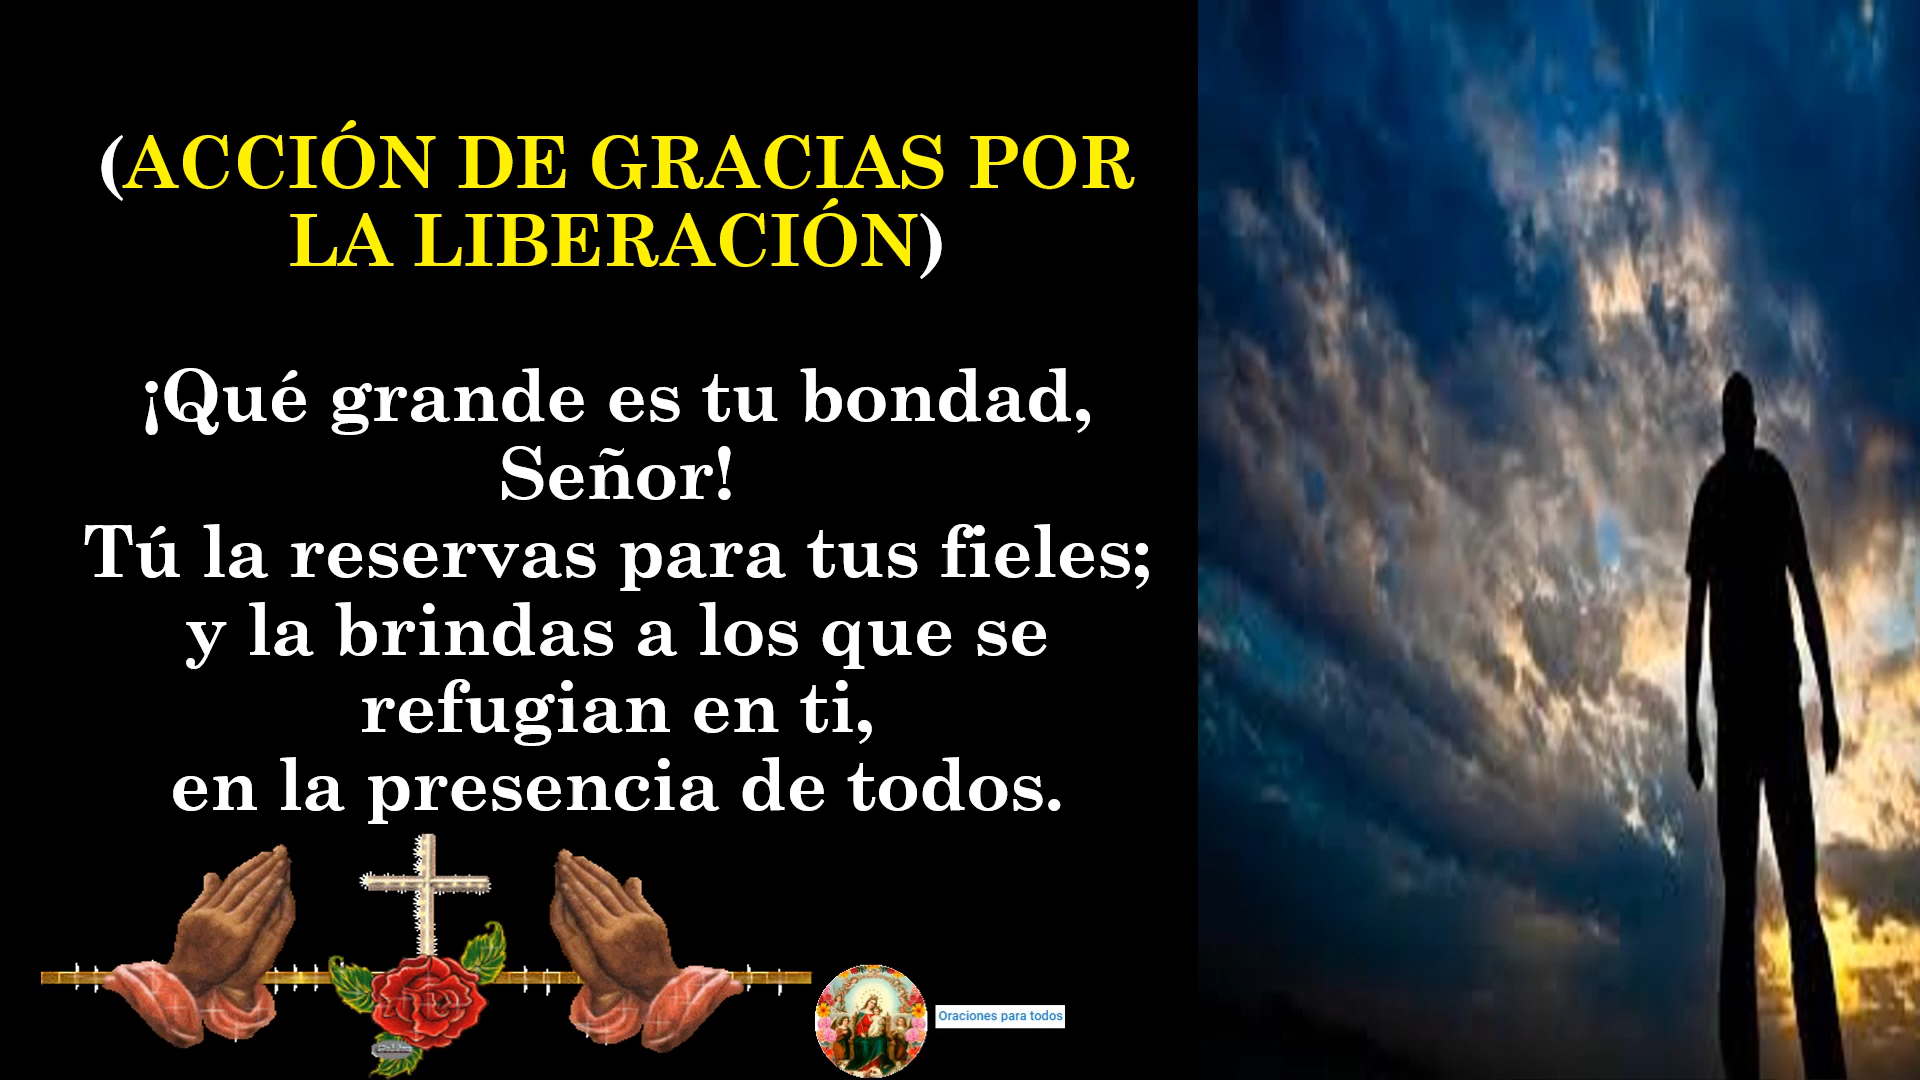 (ACCIÓN DE GRACIAS POR
LA LIBERACIÓN)
¡Qué grande es tu bondad,
Señor!
Tú la reservas para tus fieles;
y la brindas a los que se
refugian en ti,
en la presencia de todos.
Oraciones para todos